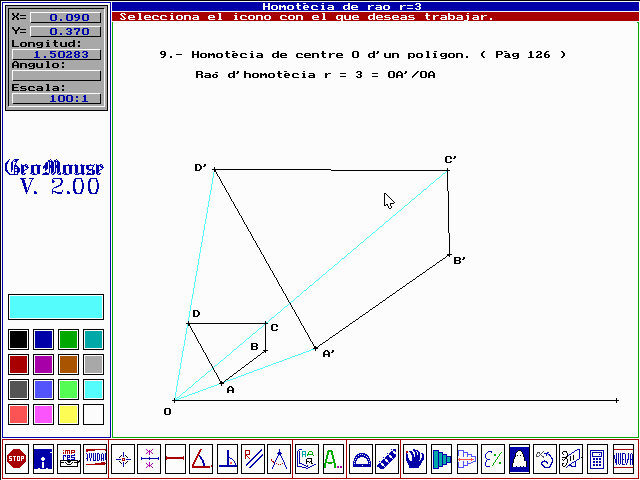 Homotècia de rao r=3
Selecciona el icono con el que deseas trabajar.
X= 0.090
Y= 0.370
Longitud:
1.50283
Angulo:
Escala:
100:1
9.- Homotècia de centre O d'un polígon. ( Pàg 126 )
Raó d'homotècia r = 3 = OA'/OA
GeoMouse
V. 2.00
D'
C'
B'
A'
D
C
B
A
O
STOP
AYUDA
A
NUEVA